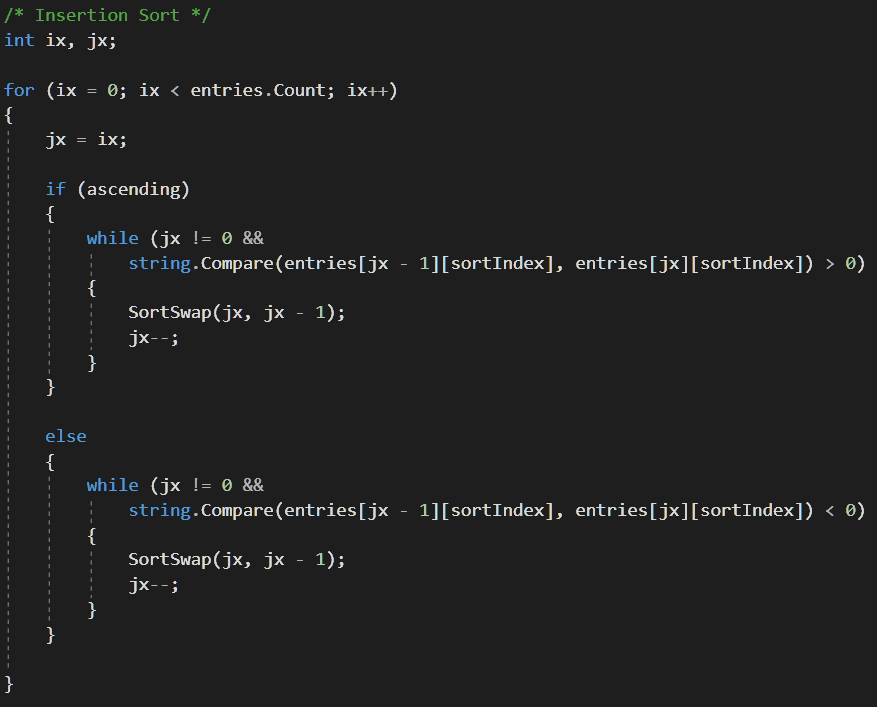 /* Insertion Sort */
int ix, jx;
for (ix = 0; ix < entries.Count; ix++)
{
jx = ix;
if (ascending)
{
while (jx != 0 &&
string.Compare(entries[jx - 1][sortIndex], entries[jx][sortIndex]) > 0)
{
SortSwap(jx, jx - 1);
jx--;
}
}
else
{
while (jx != 0 &&
string.Compare(entries[jx - 1][sortIndex], entries[jx][sortIndex]) < 0)
{
SortSwap(jx, jx - 1);
jx--;
}
}
}